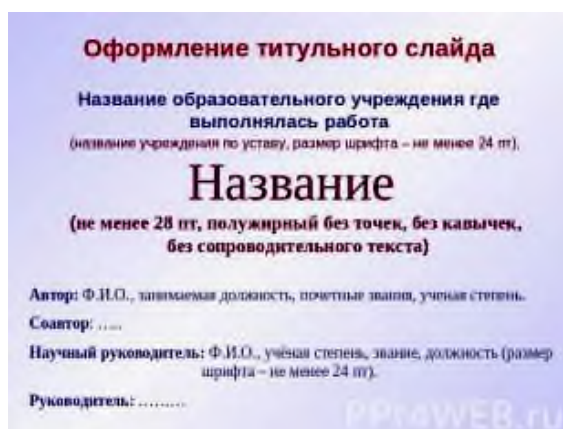 Оформление титульного слайда
Название образовательного учреждения где
выполнялась работа
(название учреждения по уставу, размер шрифта – не менее 24 пт).
Название
(не менее 28 пт, полужирный без точек, без кавычек,
без сопроводительного текста)
Автор: Ф.И.О., занимаемая должность, почетные звания, ученая степень.
Соавтор: …..
Научный руководитель: Ф.И.О., учёная степень, звание, должность (размер
шрифта – не менее 24 пт).
Руководитель: ………
PPt4WEB.ru